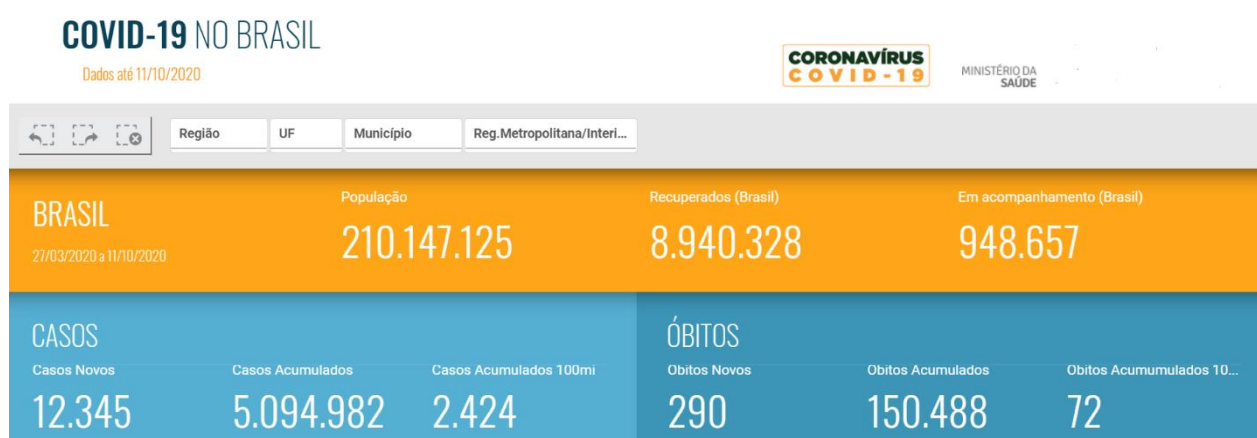 COVID-19 NO BRASIL
Dados até 11/10/2020
CORONAVÍRUS
COVID-19
MINISTÉRIO DA
SAÚDE
Região UF Município Reg.Metropolitana/Interi...
BRASIL
27/03/2020 a 11/10/2020
População
210.147.125
Recuperados (Brasil)
8.940.328
Em acompanhamento (Brasil)
948.657
CASOS
Casos Novos Casos Acumulados Casos Acumulados 100mi
12.345 5.094.982 2.424
ÓBITOS
Obitos Novos Obitos Acumulados Obitos Acumumulados 10...
290 150.488 72